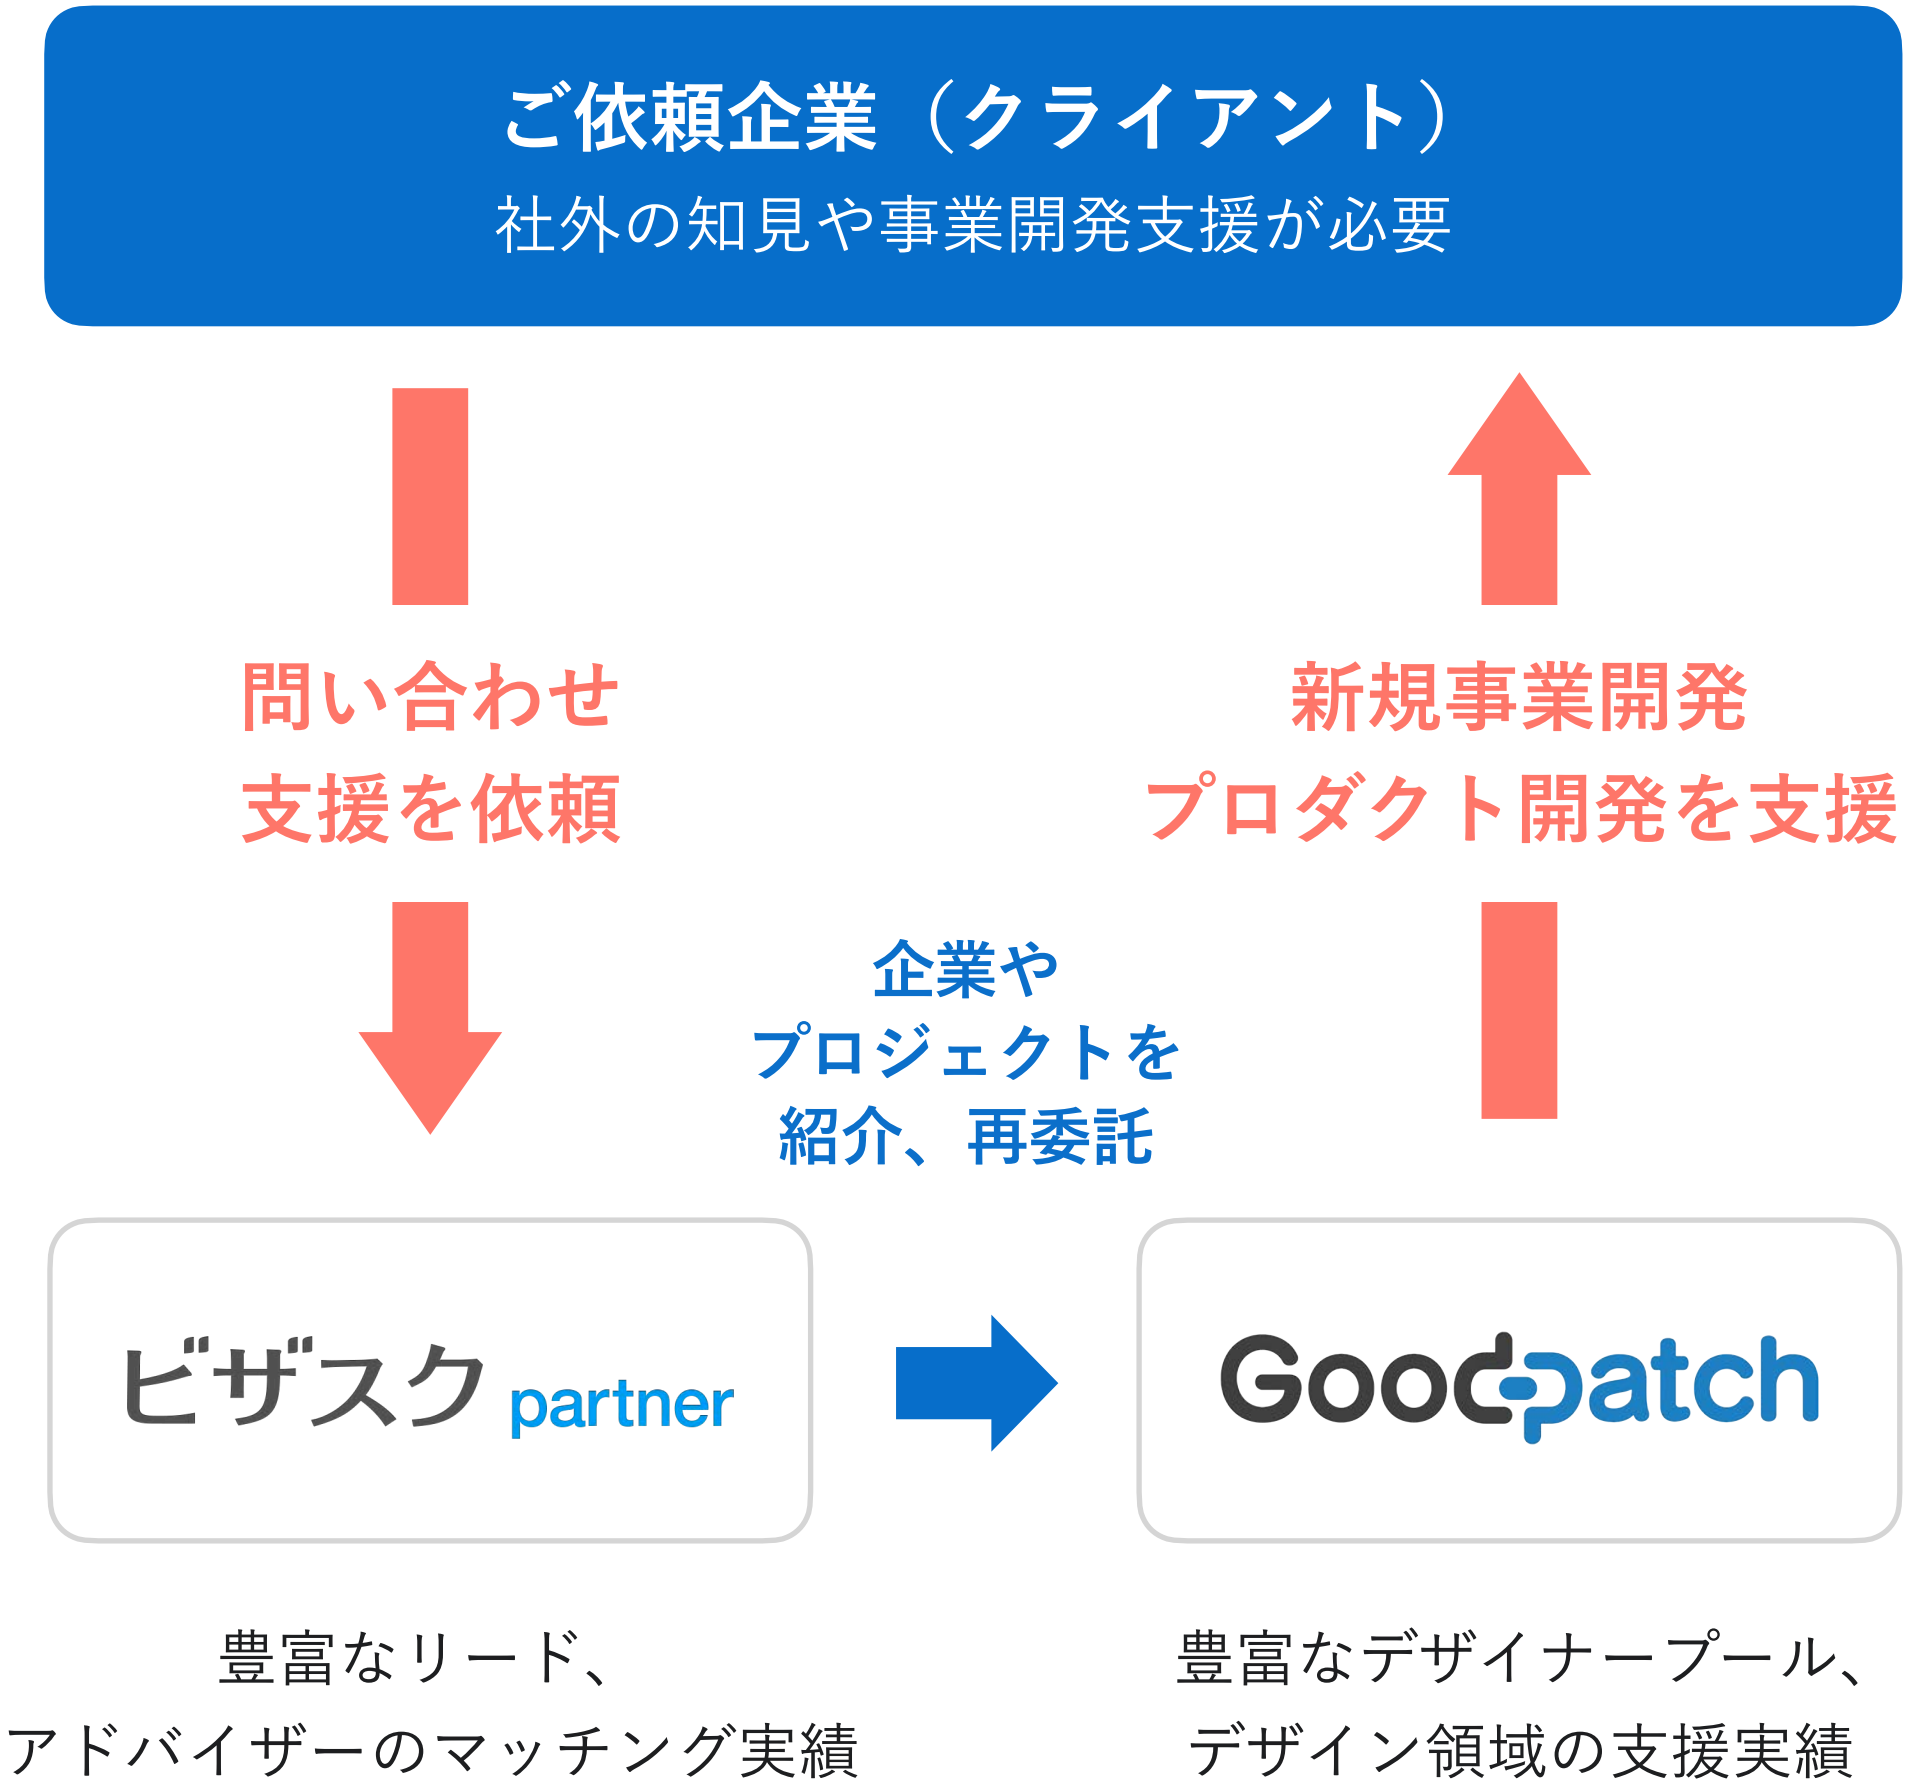 ご依頼企業（クライアント）
社外の知見や事業開発支援が必要
問い合わせ
支援を依頼
新規事業開発
プロダクト開発を支援
企業や
プロジェクトを
紹介、再委託
ビザスク partner
Goodpatch
豊富なリード、
アドバイザーのマッチング実績
豊富なデザイナープール、
デザイン領域の支援実績